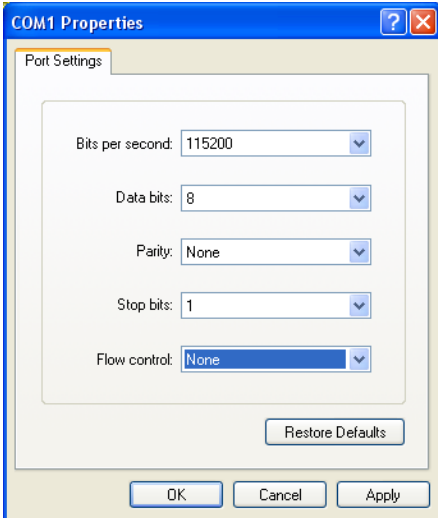 COM1 Properties
Port Settings
Bits per second: 115200
Data bits: 8
Parity: None
Stop bits: 1
Flow control: None
Restore Defaults
OK Cancel Apply